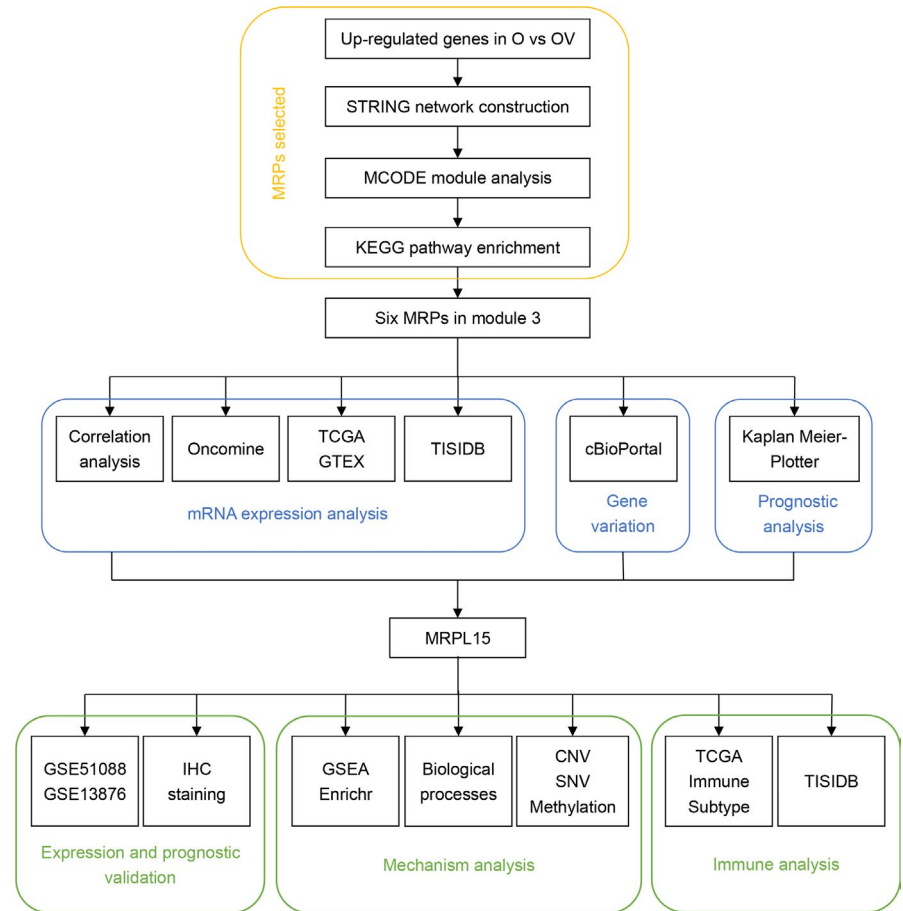 Up-regulated genes in O vs OV
STRING network construction
MRPs selected
MCODE module analysis
KEGG pathway enrichment
Six MRPs in module 3
Correlation
analysis
Oncomine
TCGA
GTEX
TISIDB
mRNA expression analysis
cBioPortal
Gene
variation
Kaplan Meier-
Plotter
Prognostic
analysis
MRPL15
GSE51088
GSE13876
IHC
staining
Expression and prognostic
validation
GSEA
Enrichr
Biological
processes
CNV
SNV
Methylation
Mechanism analysis
TCGA
Immune
Subtype
TISIDB
Immune analysis